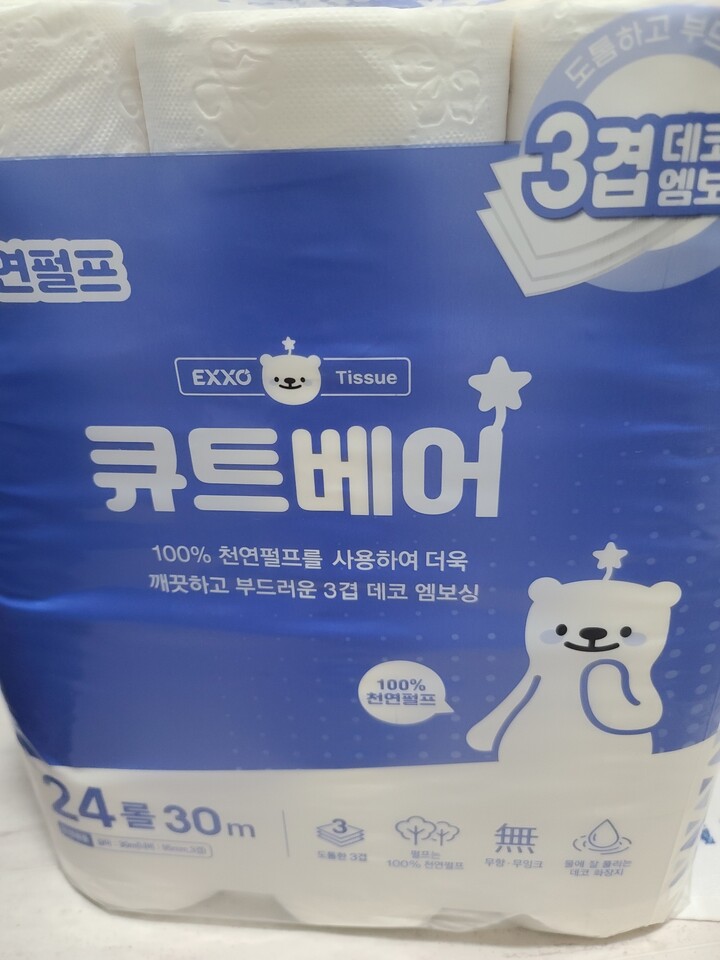 도톰하고 부드
3겹 데코
엠보
연펄프
EXXO Tissue
큐트베어
100% 천연펄프를 사용하여 더욱
깨끗하고 부드러운 3겹 데코 엠보싱
100%
천연펄프
24롤 30m
3
도톰한 3겹
펄프는
100% 천연펄프
無
무향·무잉크
물에 잘 풀리는
데코 화장지